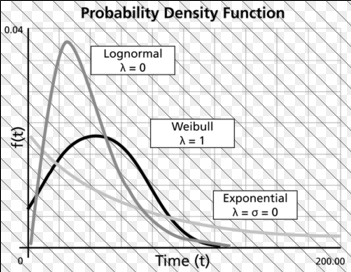 Probability Density Function
0.04
Lognormal
λ = 0
Weibull
λ = 1
Exponential
λ = σ = 0
f(t)
0
Time (t)
200.00